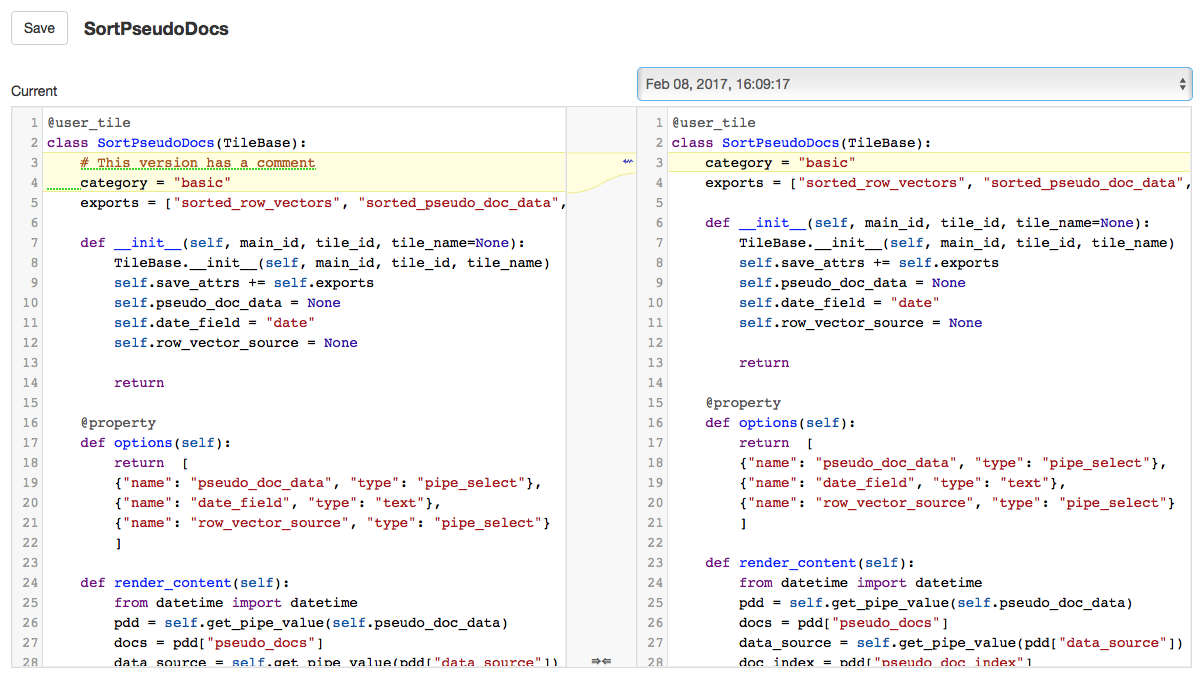 Save SortPseudoDocs
Current
Feb 08, 2017, 16:09:17
1 @user_tile
2 class SortPseudoDocs(TileBase):
3     # This version has a comment
4     category = "basic"
5     exports = ["sorted_row_vectors", "sorted_pseudo_doc_data",
6
7     def __init__(self, main_id, tile_id, tile_name=None):
8         TileBase.__init__(self, main_id, tile_id, tile_name)
9         self.save_attrs += self.exports
10         self.pseudo_doc_data = None
11         self.date_field = "date"
12         self.row_vector_source = None
13
14         return
15
16     @property
17     def options(self):
18         return  [
19         {"name": "pseudo_doc_data", "type": "pipe_select"},
20         {"name": "date_field", "type": "text"},
21         {"name": "row_vector_source", "type": "pipe_select"}
22         ]
23
24     def render_content(self):
25         from datetime import datetime
26         pdd = self.get_pipe_value(self.pseudo_doc_data)
27         docs = pdd["pseudo_docs"]
28         data_source = self.get_pipe_value(pdd["data_source"])
1 @user_tile
2 class SortPseudoDocs(TileBase):
3     category = "basic"
4     exports = ["sorted_row_vectors", "sorted_pseudo_doc_data",
5
6     def __init__(self, main_id, tile_id, tile_name=None):
7         TileBase.__init__(self, main_id, tile_id, tile_name)
8         self.save_attrs += self.exports
9         self.pseudo_doc_data = None
10         self.date_field = "date"
11         self.row_vector_source = None
12
13         return
14
15     @property
16     def options(self):
17         return  [
18         {"name": "pseudo_doc_data", "type": "pipe_select"},
19         {"name": "date_field", "type": "text"},
20         {"name": "row_vector_source", "type": "pipe_select"}
21         ]
22
23     def render_content(self):
24         from datetime import datetime
25         pdd = self.get_pipe_value(self.pseudo_doc_data)
26         docs = pdd["pseudo_docs"]
27         data_source = self.get_pipe_value(pdd["data_source"])
28         doc_index = pdd["pseudo_doc_index"]